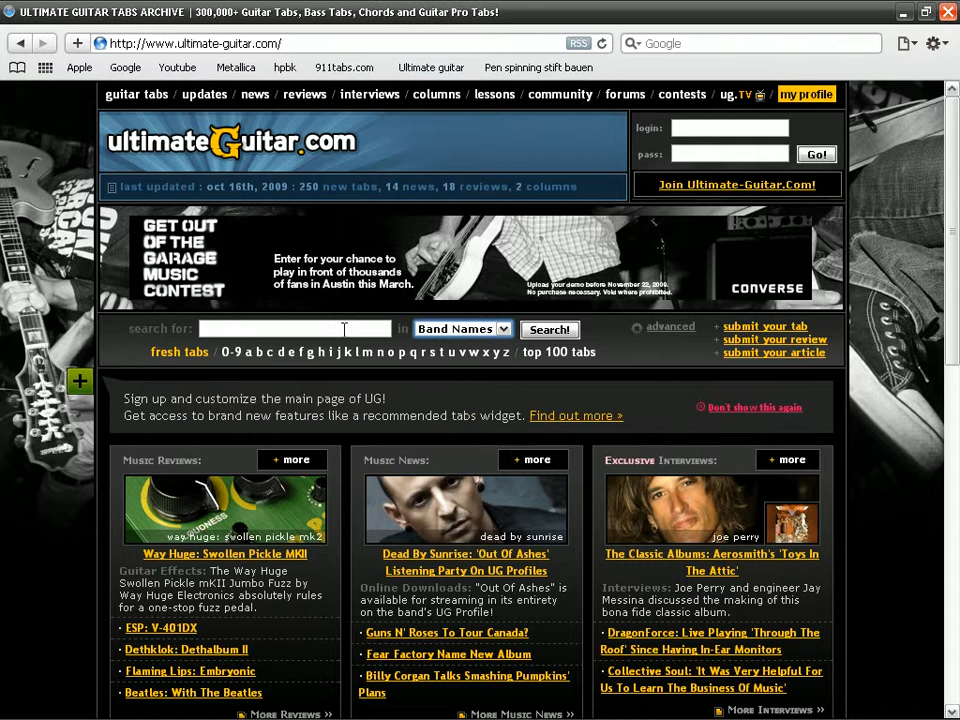 ULTIMATE GUITAR TABS ARCHIVE | 300,000+ Guitar Tabs, Bass Tabs, Chords and Guitar Pro Tabs!
http://www.ultimate-guitar.com/ RSS Google
Apple Google Youtube Metallica hpbk 911tabs.com Ultimate guitar Pen spinning stift bauen
guitar tabs / updates / news / reviews / interviews / columns / lessons / community / forums / contests / ug.TV / my profile
ultimateGuitar.com
login:
pass: Go!
last updated : oct 16th, 2009 : 250 new tabs, 14 news, 18 reviews, 2 columns
Join Ultimate-Guitar.Com!
GET OUT
OF THE
GARAGE
MUSIC
CONTEST
Enter for your chance to
play in front of thousands
of fans in Austin this March.
Upload your demo before November 22, 2009.
No purchase necessary. Void where prohibited.
CONVERSE
search for: in Band Names Search! advanced
+ submit your tab
+ submit your review
+ submit your article
fresh tabs / 0-9 a b c d e f g h i j k l m n o p q r s t u v w x y z / top 100 tabs
Sign up and customize the main page of UG!
Get access to brand new features like a recommended tabs widget. Find out more »
Don't show this again
Music Reviews: + more
way huge: swollen pickle mk2
Way Huge: Swollen Pickle MKII
Guitar Effects: The Way Huge
Swollen Pickle mKII Jumbo Fuzz by
Way Huge Electronics absolutely rules
for a one-stop fuzz pedal.
· ESP: V-401DX
· Dethklok: Dethalbum II
· Flaming Lips: Embryonic
· Beatles: With The Beatles
More Reviews »
Music News: + more
dead by sunrise
Dead By Sunrise: 'Out Of Ashes'
Listening Party On UG Profiles
Online Downloads: "Out Of Ashes" is
available for streaming in its entirety
on the band's UG Profile!
· Guns N' Roses To Tour Canada?
· Fear Factory Name New Album
· Billy Corgan Talks Smashing Pumpkins'
Plans
More Music News »
Exclusive Interviews: + more
joe perry
The Classic Albums: Aerosmith's 'Toys In
The Attic'
Interviews: Joe Perry and engineer Jay
Messina discussed the making of this
bona fide classic album.
· DragonForce: Live Playing 'Through The
Roof' Since Having In-Ear Monitors
· Collective Soul: 'It Was Very Helpful For
Us To Learn The Business Of Music'
More Interviews »